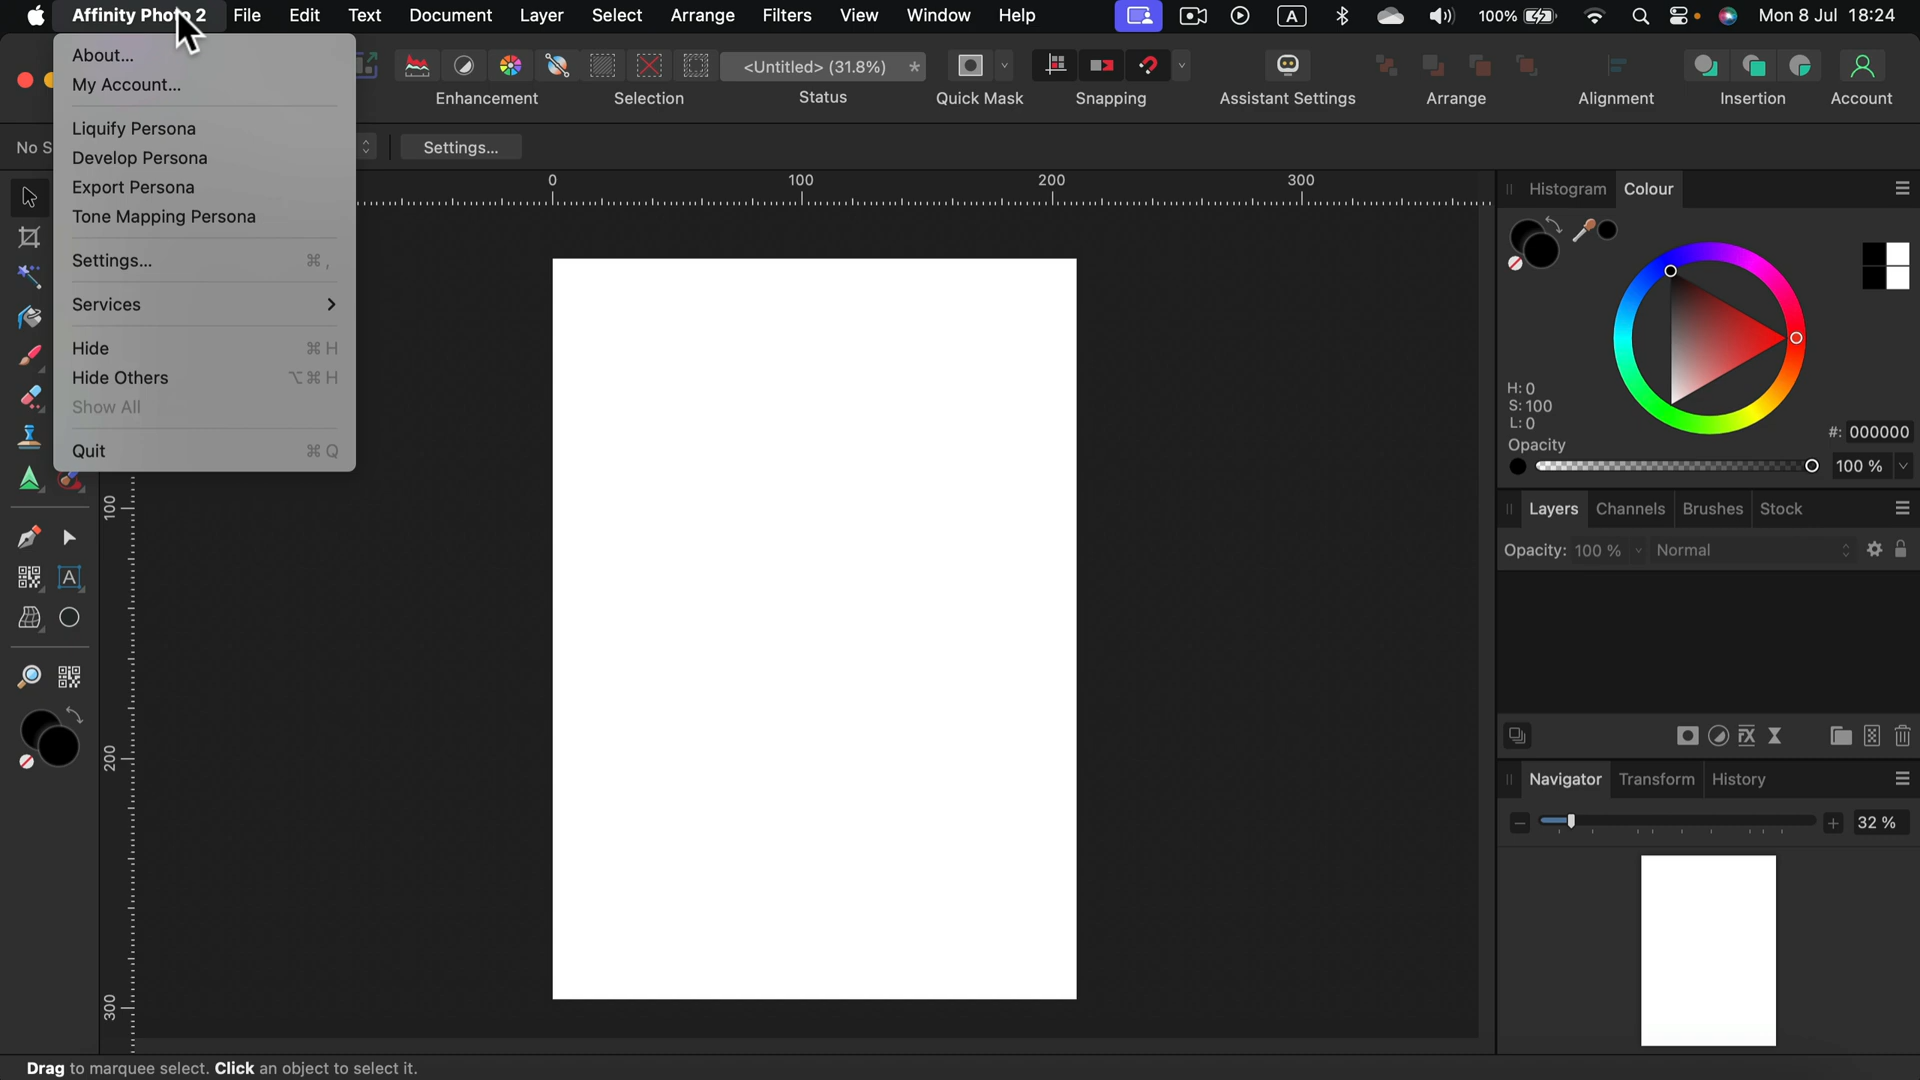 Affinity Photo 2 File Edit Text Document Layer Select Arrange Filters View Window Help A 100% Mon 8 Jul 18:24
About...
My Account...
Liquify Persona
Develop Persona
Export Persona
Tone Mapping Persona
Settings... ⌘ ,
Services
Hide ⌘ H
Hide Others ⌥ ⌘ H
Show All
Quit ⌘ Q
<Untitled> (31.8%) *
Enhancement Selection Status Quick Mask Snapping Assistant Settings Arrange Alignment Insertion Account
No S Settings...
0 100 200 300
100
200
300
A
Histogram Colour
H: 0
S: 100
L: 0
#: 000000
Opacity
100 %
Layers Channels Brushes Stock
Opacity: 100 % Normal
FX
Navigator Transform History
32 %
Drag to marquee select. Click an object to select it.